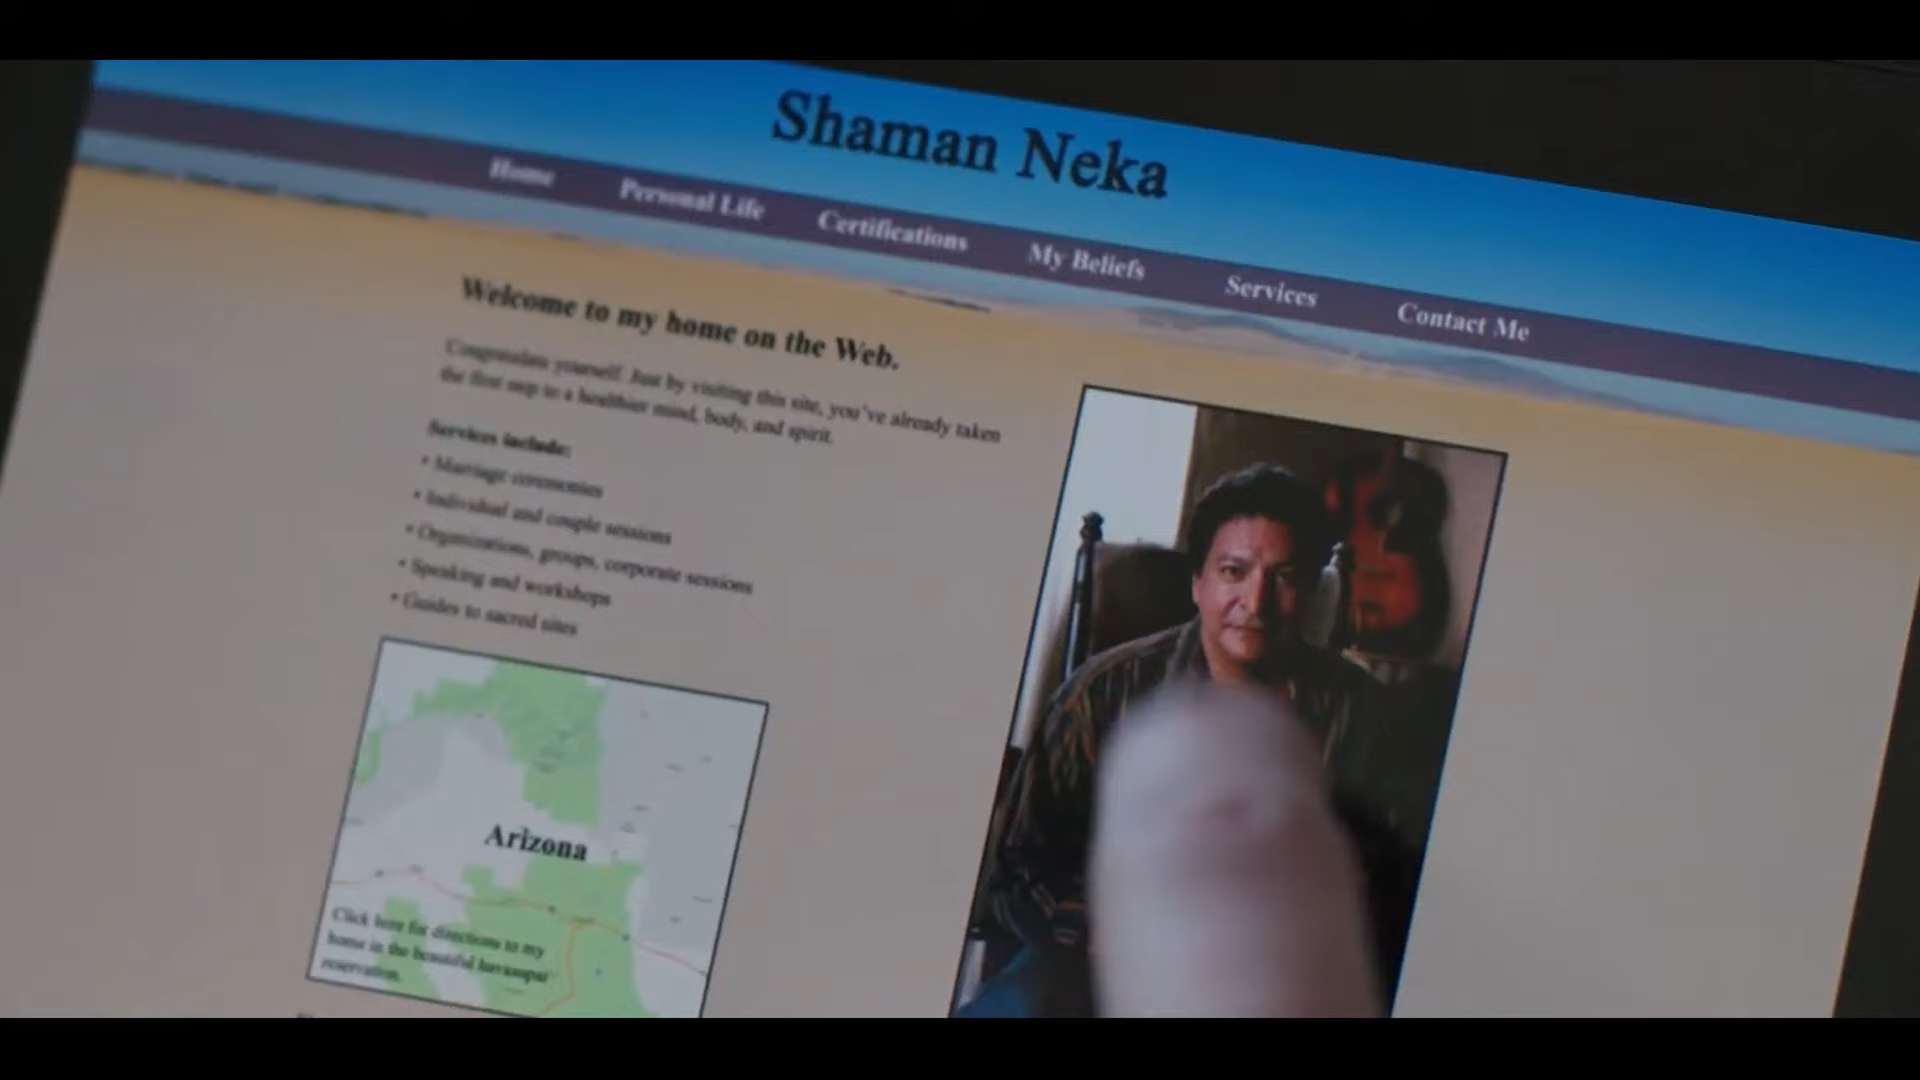 Shaman Neka
Home Personal Life Certifications My Beliefs Services Contact Me
Welcome to my home on the Web.
Congratulate yourself. Just by visiting this site, you've already taken
the first step to a healthier mind, body, and spirit.
Services include:
• Marriage ceremonies
• Individual and couple sessions
• Organizations, groups, corporate sessions
• Speaking and workshops
• Guides to sacred sites
Arizona
Click here for directions to my
home in the beautiful havasupai
reservation.